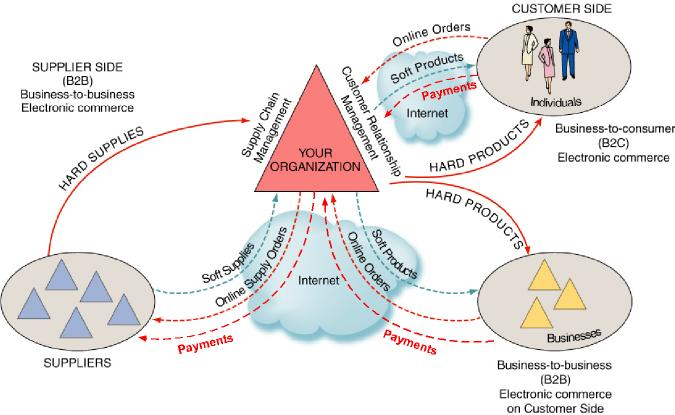 CUSTOMER SIDE
Online Orders
Soft Products
Payments
Internet
Individuals
Business-to-consumer
(B2C)
Electronic commerce
SUPPLIER SIDE
(B2B)
Business-to-business
Electronic commerce
HARD SUPPLIES
Supply Chain
Management
Customer Relationship
Management
YOUR
ORGANIZATION
HARD PRODUCTS
HARD PRODUCTS
Soft Supplies
Online Supply Orders
Payments
Internet
Online Orders
Soft Products
Payments
SUPPLIERS
Businesses
Business-to-business
(B2B)
Electronic commerce
on Customer Side